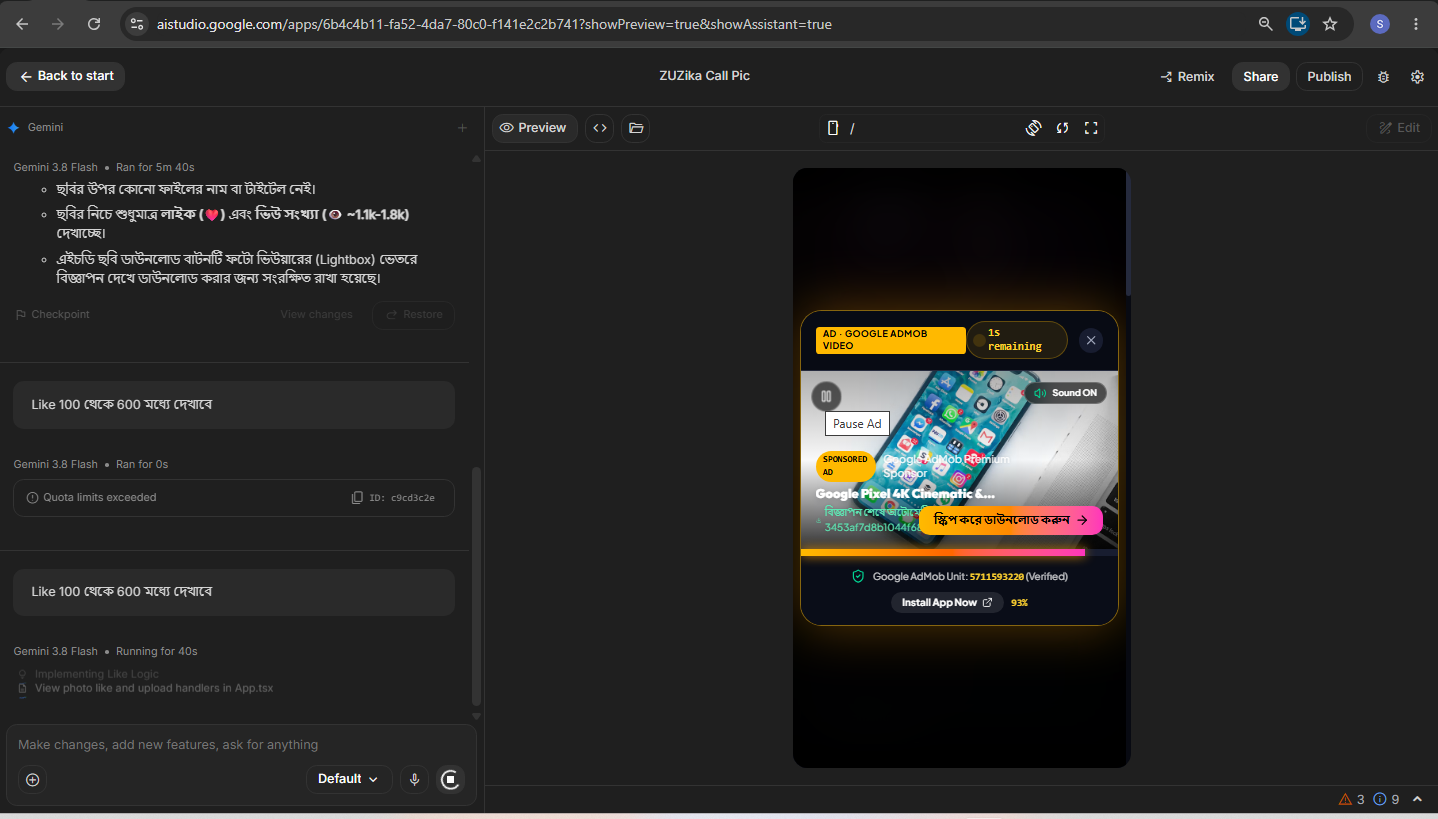 aistudio.google.com/apps/6b4c4b11-fa52-4da7-80c0-f141e2c2b741?showPreview=true&showAssistant=true
S
Back to start
ZUZika Call Pic
Remix
Share
Publish
Gemini
Preview
/
Edit
Gemini 3.8 Flash • Ran for 5m 40s
ছবির উপর কোনো ফাইলের নাম বা টাইটেল নেই।
ছবির নিচে শুধুমাত্র লাইক (❤️) এবং ভিউ সংখ্যা (👁️ ~1.1k-1.8k)
দেখাচ্ছে।
এইচডি ছবি ডাউনলোড বাটনটি ফটো ভিউয়ারের (Lightbox) ভেতরে
বিজ্ঞাপন দেখে ডাউনলোড করার জন্য সংরক্ষিত রাখা হয়েছে।
Checkpoint
View changes
Restore
Like 100 থেকে 600 মধ্যে দেখাবে
Gemini 3.8 Flash • Ran for 0s
Quota limits exceeded
ID: c9cd3c2e
Like 100 থেকে 600 মধ্যে দেখাবে
Gemini 3.8 Flash • Running for 40s
Implementing Like Logic
View photo like and upload handlers in App.tsx
Make changes, add new features, ask for anything
Default
AD · GOOGLE ADMOB
VIDEO
1s
remaining
Sound ON
Pause Ad
SPONSORED
AD
Google AdMob Premium
Sponsor
Google Pixel 4K Cinematic &...
বিজ্ঞাপন শেষে
3453af7d8b1044f6
স্কিপ করে ডাউনলোড করুন →
Google AdMob Unit: 5711593220 (Verified)
Install App Now
93%
3
9